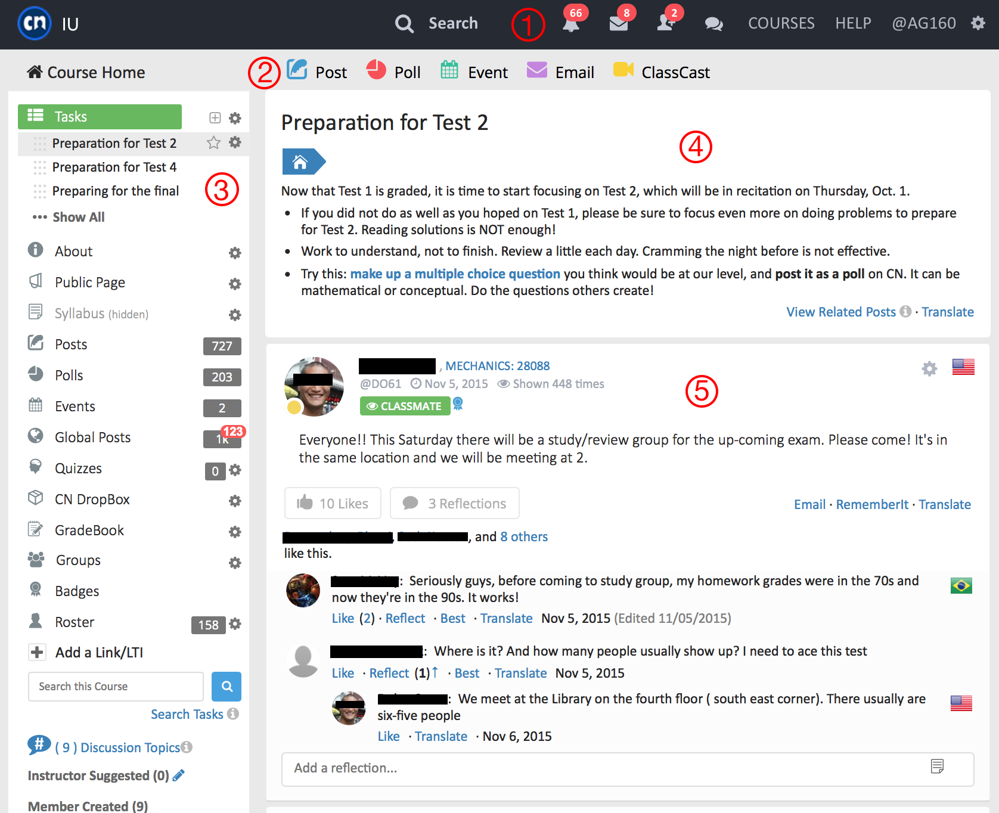 cn IU
Search
1
66
8
2
COURSES
HELP
@AG160
Course Home
2
Post
Poll
Event
Email
ClassCast
Tasks
Preparation for Test 2
Preparation for Test 4
Preparing for the final
3
Show All
About
Public Page
Syllabus (hidden)
Posts 727
Polls 203
Events 2
Global Posts 1k 123
Quizzes 0
CN DropBox
GradeBook
Groups
Badges
Roster 158
Add a Link/LTI
Search this Course
Search Tasks
# ( 9 ) Discussion Topics
Instructor Suggested (0)
Member Created (9)
Preparation for Test 2
4
Now that Test 1 is graded, it is time to start focusing on Test 2, which will be in recitation on Thursday, Oct. 1.
• If you did not do as well as you hoped on Test 1, please be sure to focus even more on doing problems to prepare
for Test 2. Reading solutions is NOT enough!
• Work to understand, not to finish. Review a little each day. Cramming the night before is not effective.
• Try this: make up a multiple choice question you think would be at our level, and post it as a poll on CN. It can be
mathematical or conceptual. Do the questions others create!
View Related Posts · Translate
, MECHANICS: 28088
@DO61 Nov 5, 2015 Shown 448 times
CLASSMATE
5
Everyone!! This Saturday there will be a study/review group for the up-coming exam. Please come! It's in
the same location and we will be meeting at 2.
10 Likes
3 Reflections
Email · RememberIt · Translate
, , and 8 others
like this.
: Seriously guys, before coming to study group, my homework grades were in the 70s and
now they're in the 90s. It works!
Like (2) · Reflect · Best · Translate Nov 5, 2015 (Edited 11/05/2015)
: Where is it? And how many people usually show up? I need to ace this test
Like · Reflect (1)↑ · Best · Translate Nov 5, 2015
: We meet at the Library on the fourth floor ( south east corner). There usually are
six-five people
Like · Translate · Nov 6, 2015
Add a reflection...